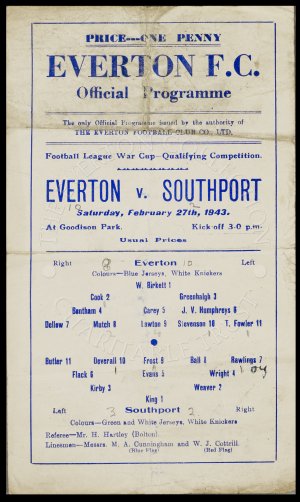 PRICE---ONE PENNY
EVERTON F.C.
Official Programme
The only Official Programme issued by the authority of
THE EVERTON FOOTBALL CLUB CO., LTD.
Football League War Cup—Qualifying Competition.
EVERTON v. SOUTHPORT
Saturday, February 27th, 1943.
At Goodison Park. Kick off 3-0 p.m.
Usual Prices
Right 8 Everton 10 Left
Colours—Blue Jerseys, White Knickers
W. Birkett 1
Cook 2 Greenhalgh 3
Bentham 4 Carey 5 J. V. Humphreys 6
Dellow 7 Mutch 8 Lawton 9 Stevenson 10 T. Fowler 11
Butler 11 Deverall 10 Frost 9 Ball 8 Rawlings 7
Flack 6 Evans 5 Wright 4
Kirby 3 Weaver 2
King 1
Left 3 Southport 2 Right
Colours—Green and White Jerseys, White Knickers
Referee—Mr. H. Hartley (Bolton).
Linesmen—Messrs. M. A. Cunningham and W. J. Cottrill.
(Blue Flag) (Red Flag)